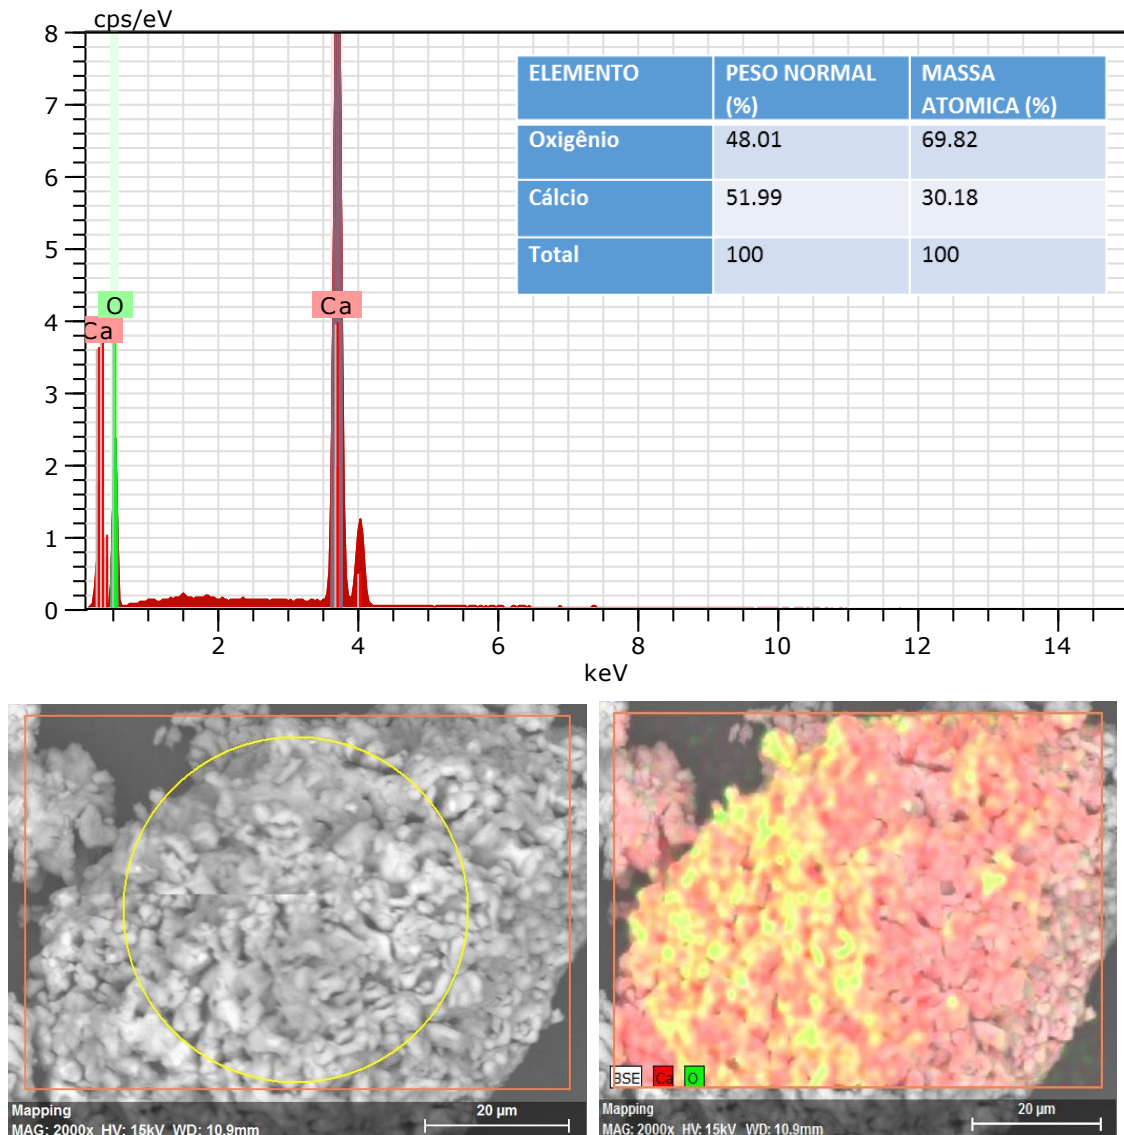 cps/eV
8
7
6
5
4
3
2
1
0
ELEMENTO PESO NORMAL (%) MASSA ATOMICA (%)
Oxigênio 48.01 69.82
Cálcio 51.99 30.18
Total 100 100
O
Ca
Ca
2 4 6 8 10 12 14
keV
Mapping
20 µm
MAG: 2000x HV: 15kV WD: 10.9mm
BSE Ca O
Mapping
20 µm
MAG: 2000x HV: 15kV WD: 10.9mm